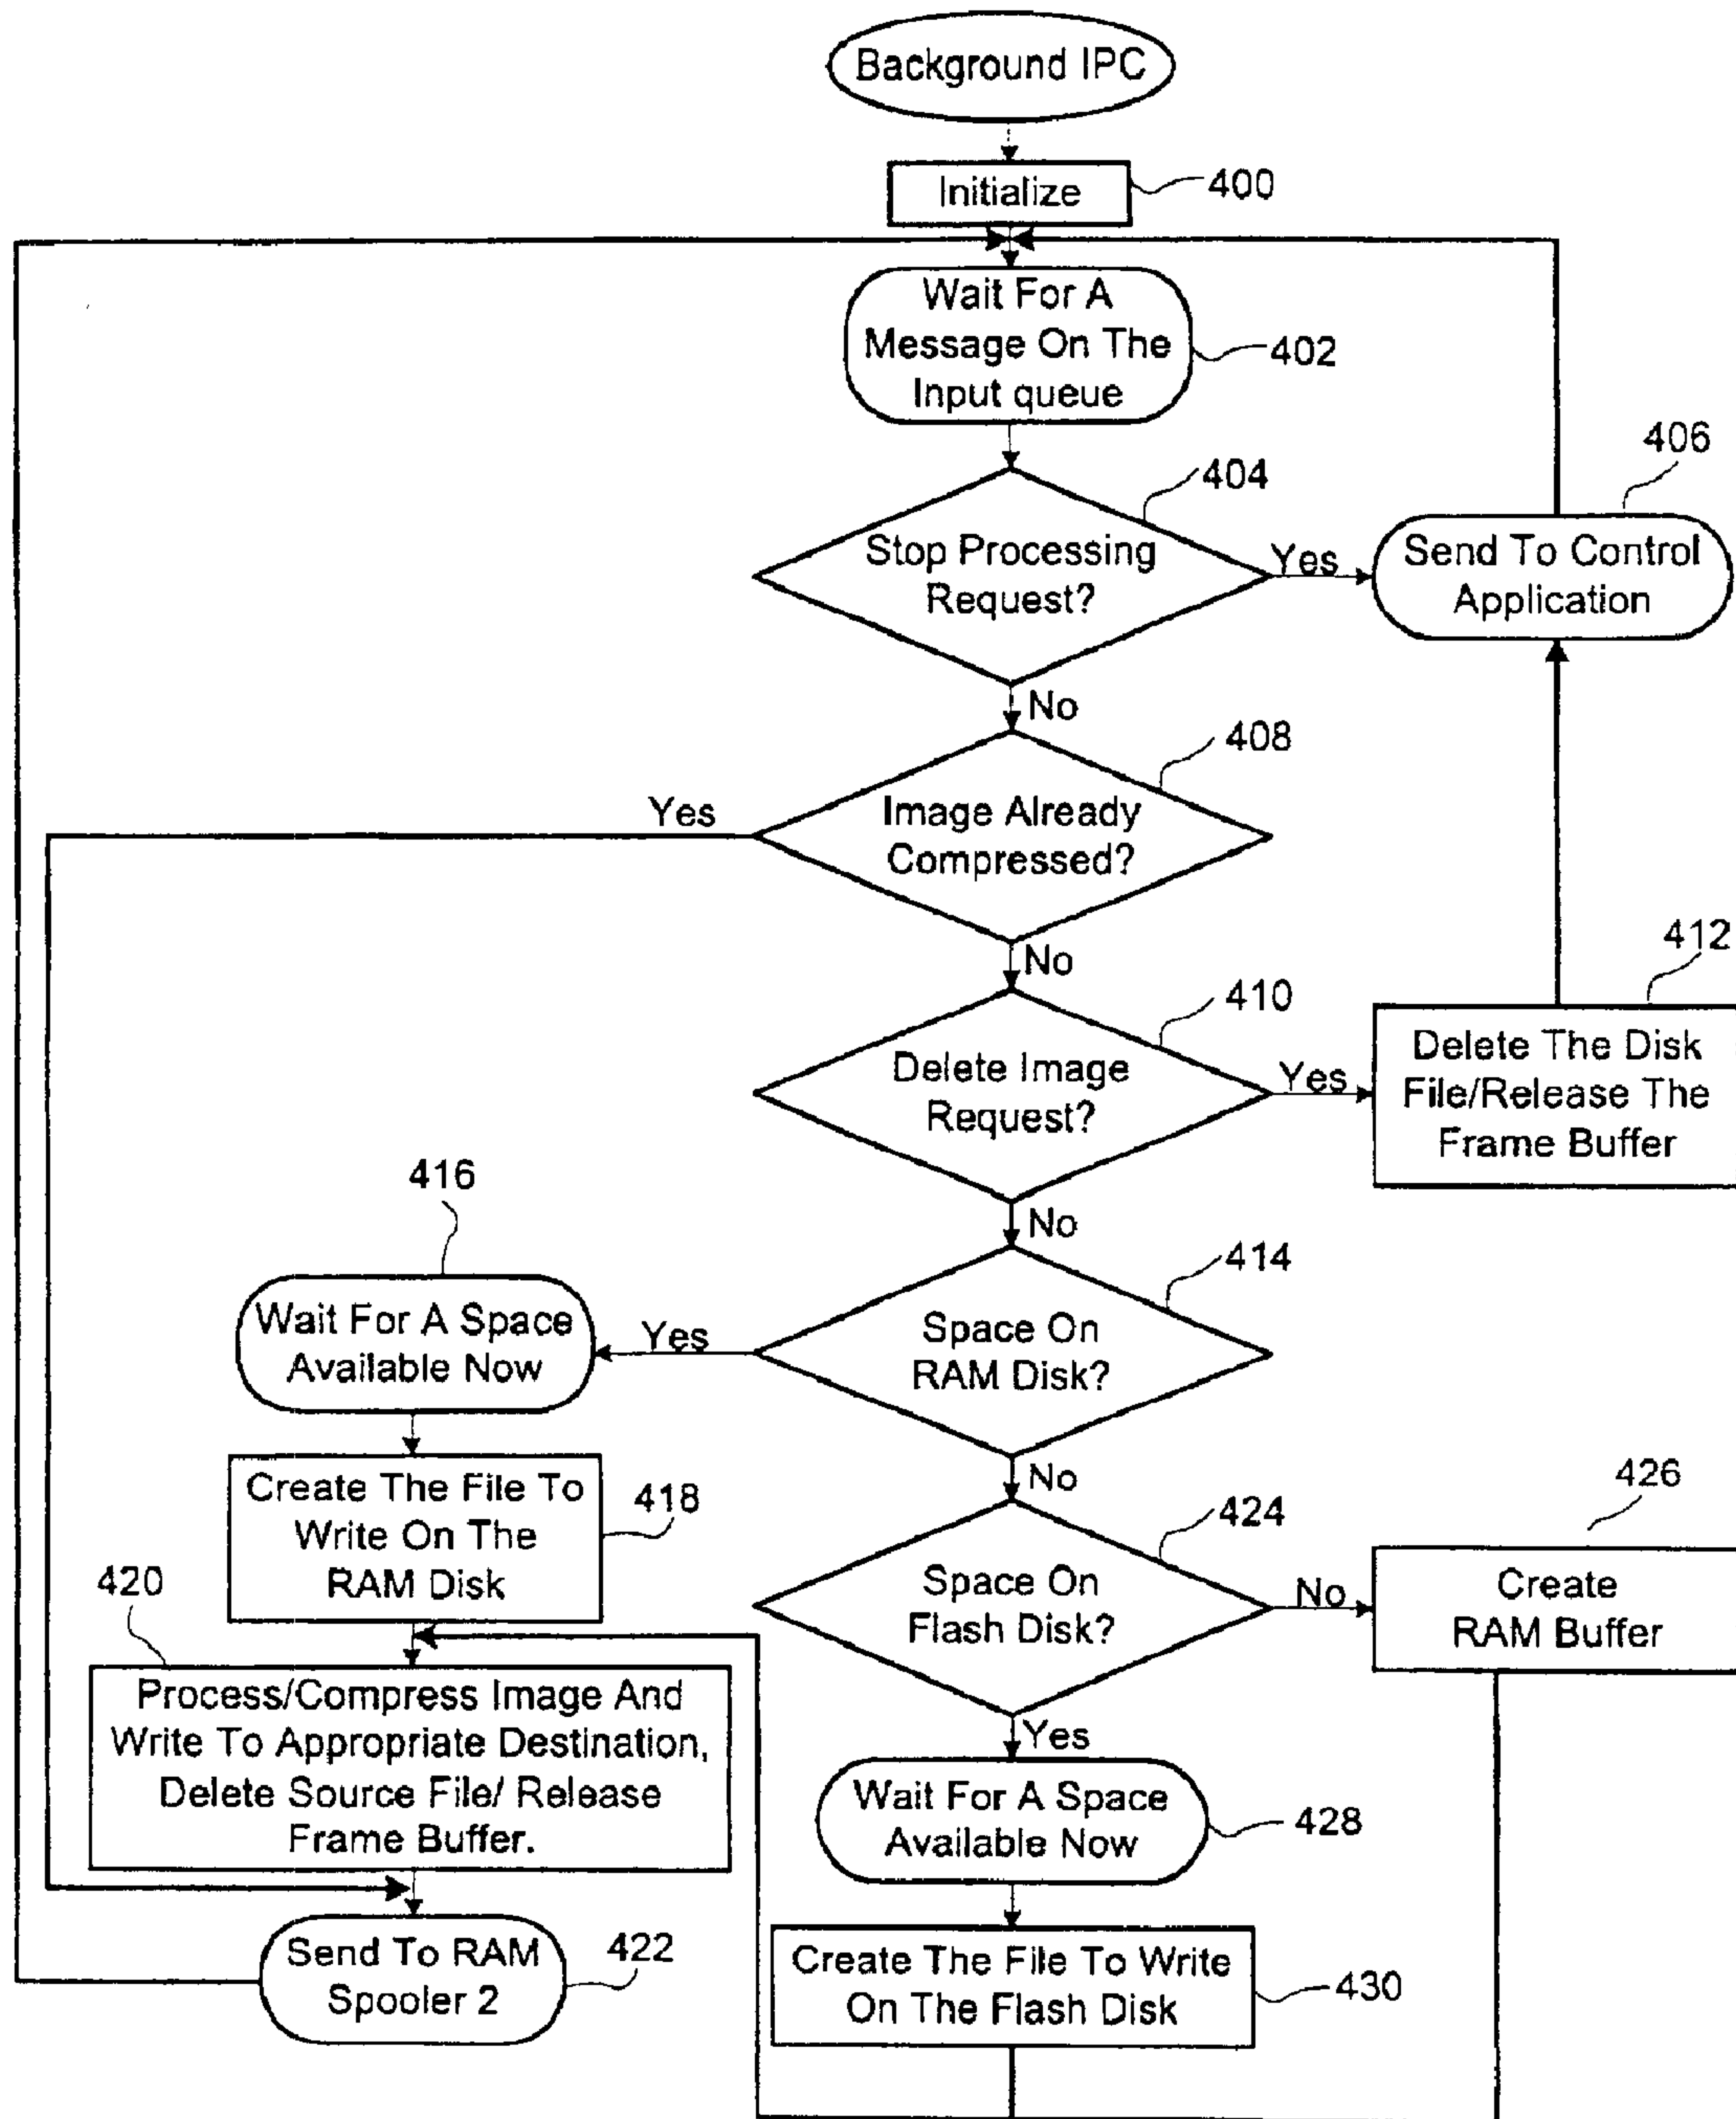 Background IPC
Initialize
400
Wait For A
Message On The
Input queue
402
404
Stop Processing
Request?
Yes
406
Send To Control
Application
No
408
Image Already
Compressed?
Yes
No
410
Delete Image
Request?
Yes
412
Delete The Disk
File/Release The
Frame Buffer
No
414
Space On
RAM Disk?
Yes
416
Wait For A Space
Available Now
Create The File To
Write On The
RAM Disk
418
420
Process/Compress Image And
Write To Appropriate Destination,
Delete Source File/ Release
Frame Buffer.
Send To RAM
Spooler 2
422
No
424
Space On
Flash Disk?
No
426
Create
RAM Buffer
Yes
Wait For A Space
Available Now
428
Create The File To Write
On The Flash Disk
430